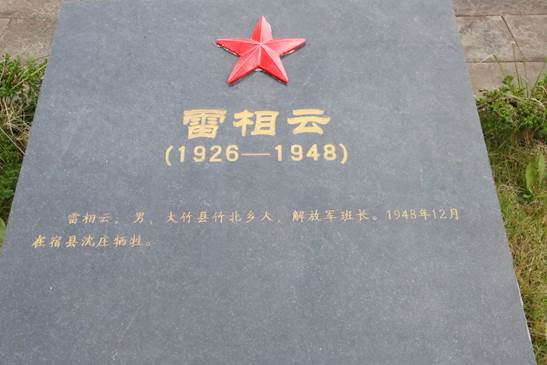 雷相云
(1926—1948)
雷相云，男，大竹县竹北乡人，解放军班长。1948年12月
在宿县沈庄牺牲。